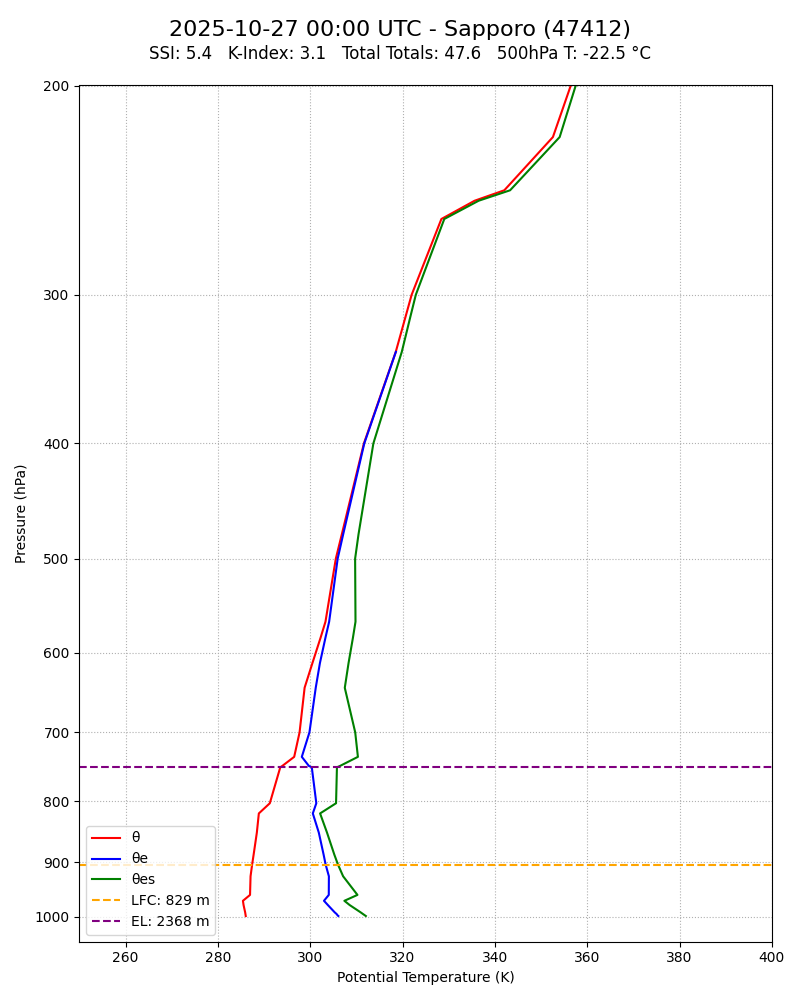 2025-10-27 00:00 UTC - Sapporo (47412)
SSI: 5.4   K-Index: 3.1   Total Totals: 47.6   500hPa T: -22.5 °C
200
300
400
500
600
700
800
900
1000
Pressure (hPa)
θ
θe
θes
LFC: 829 m
EL: 2368 m
260 280 300 320 340 360 380 400
Potential Temperature (K)